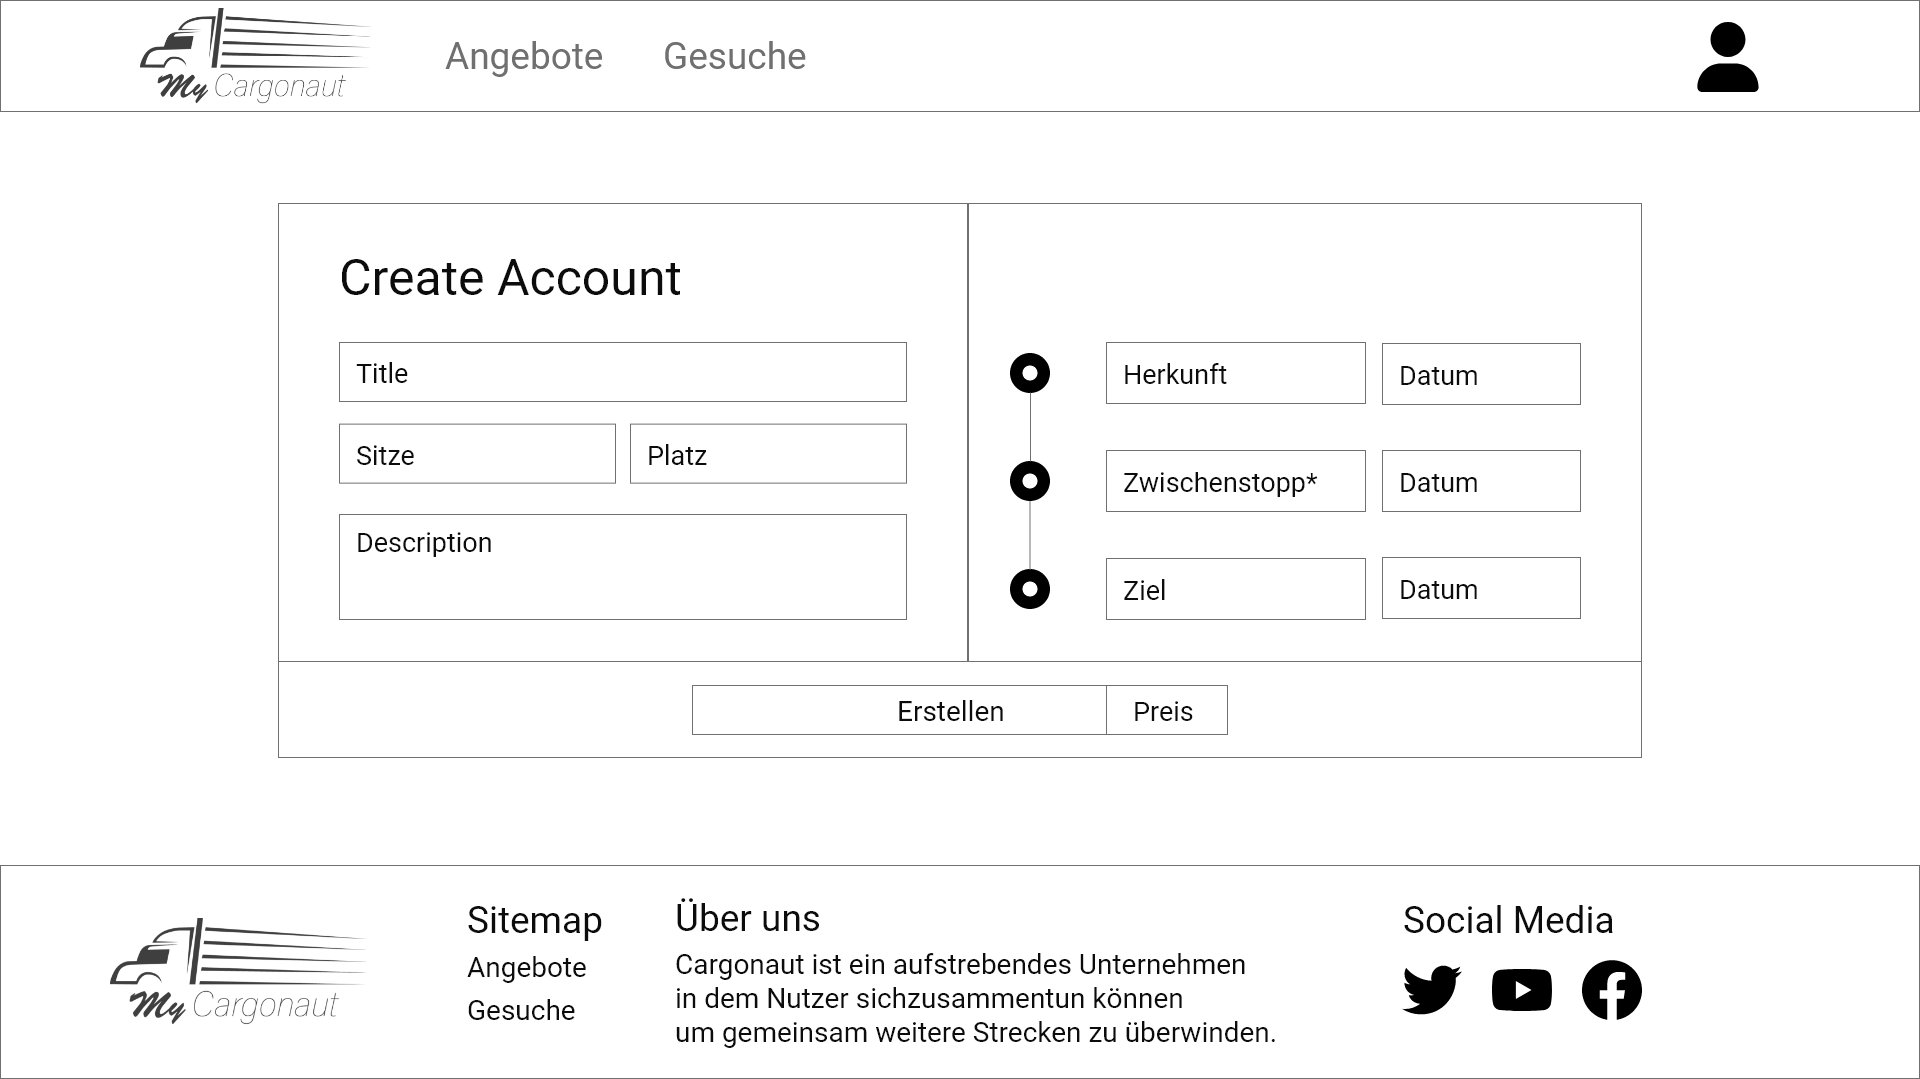 My Cargonaut
Angebote
Gesuche
Create Account
Title
Sitze
Platz
Description
Herkunft
Datum
Zwischenstopp*
Datum
Ziel
Datum
Erstellen
Preis
My Cargonaut
Sitemap
Angebote
Gesuche
Über uns
Cargonaut ist ein aufstrebendes Unternehmen
in dem Nutzer sichzusammentun können
um gemeinsam weitere Strecken zu überwinden.
Social Media